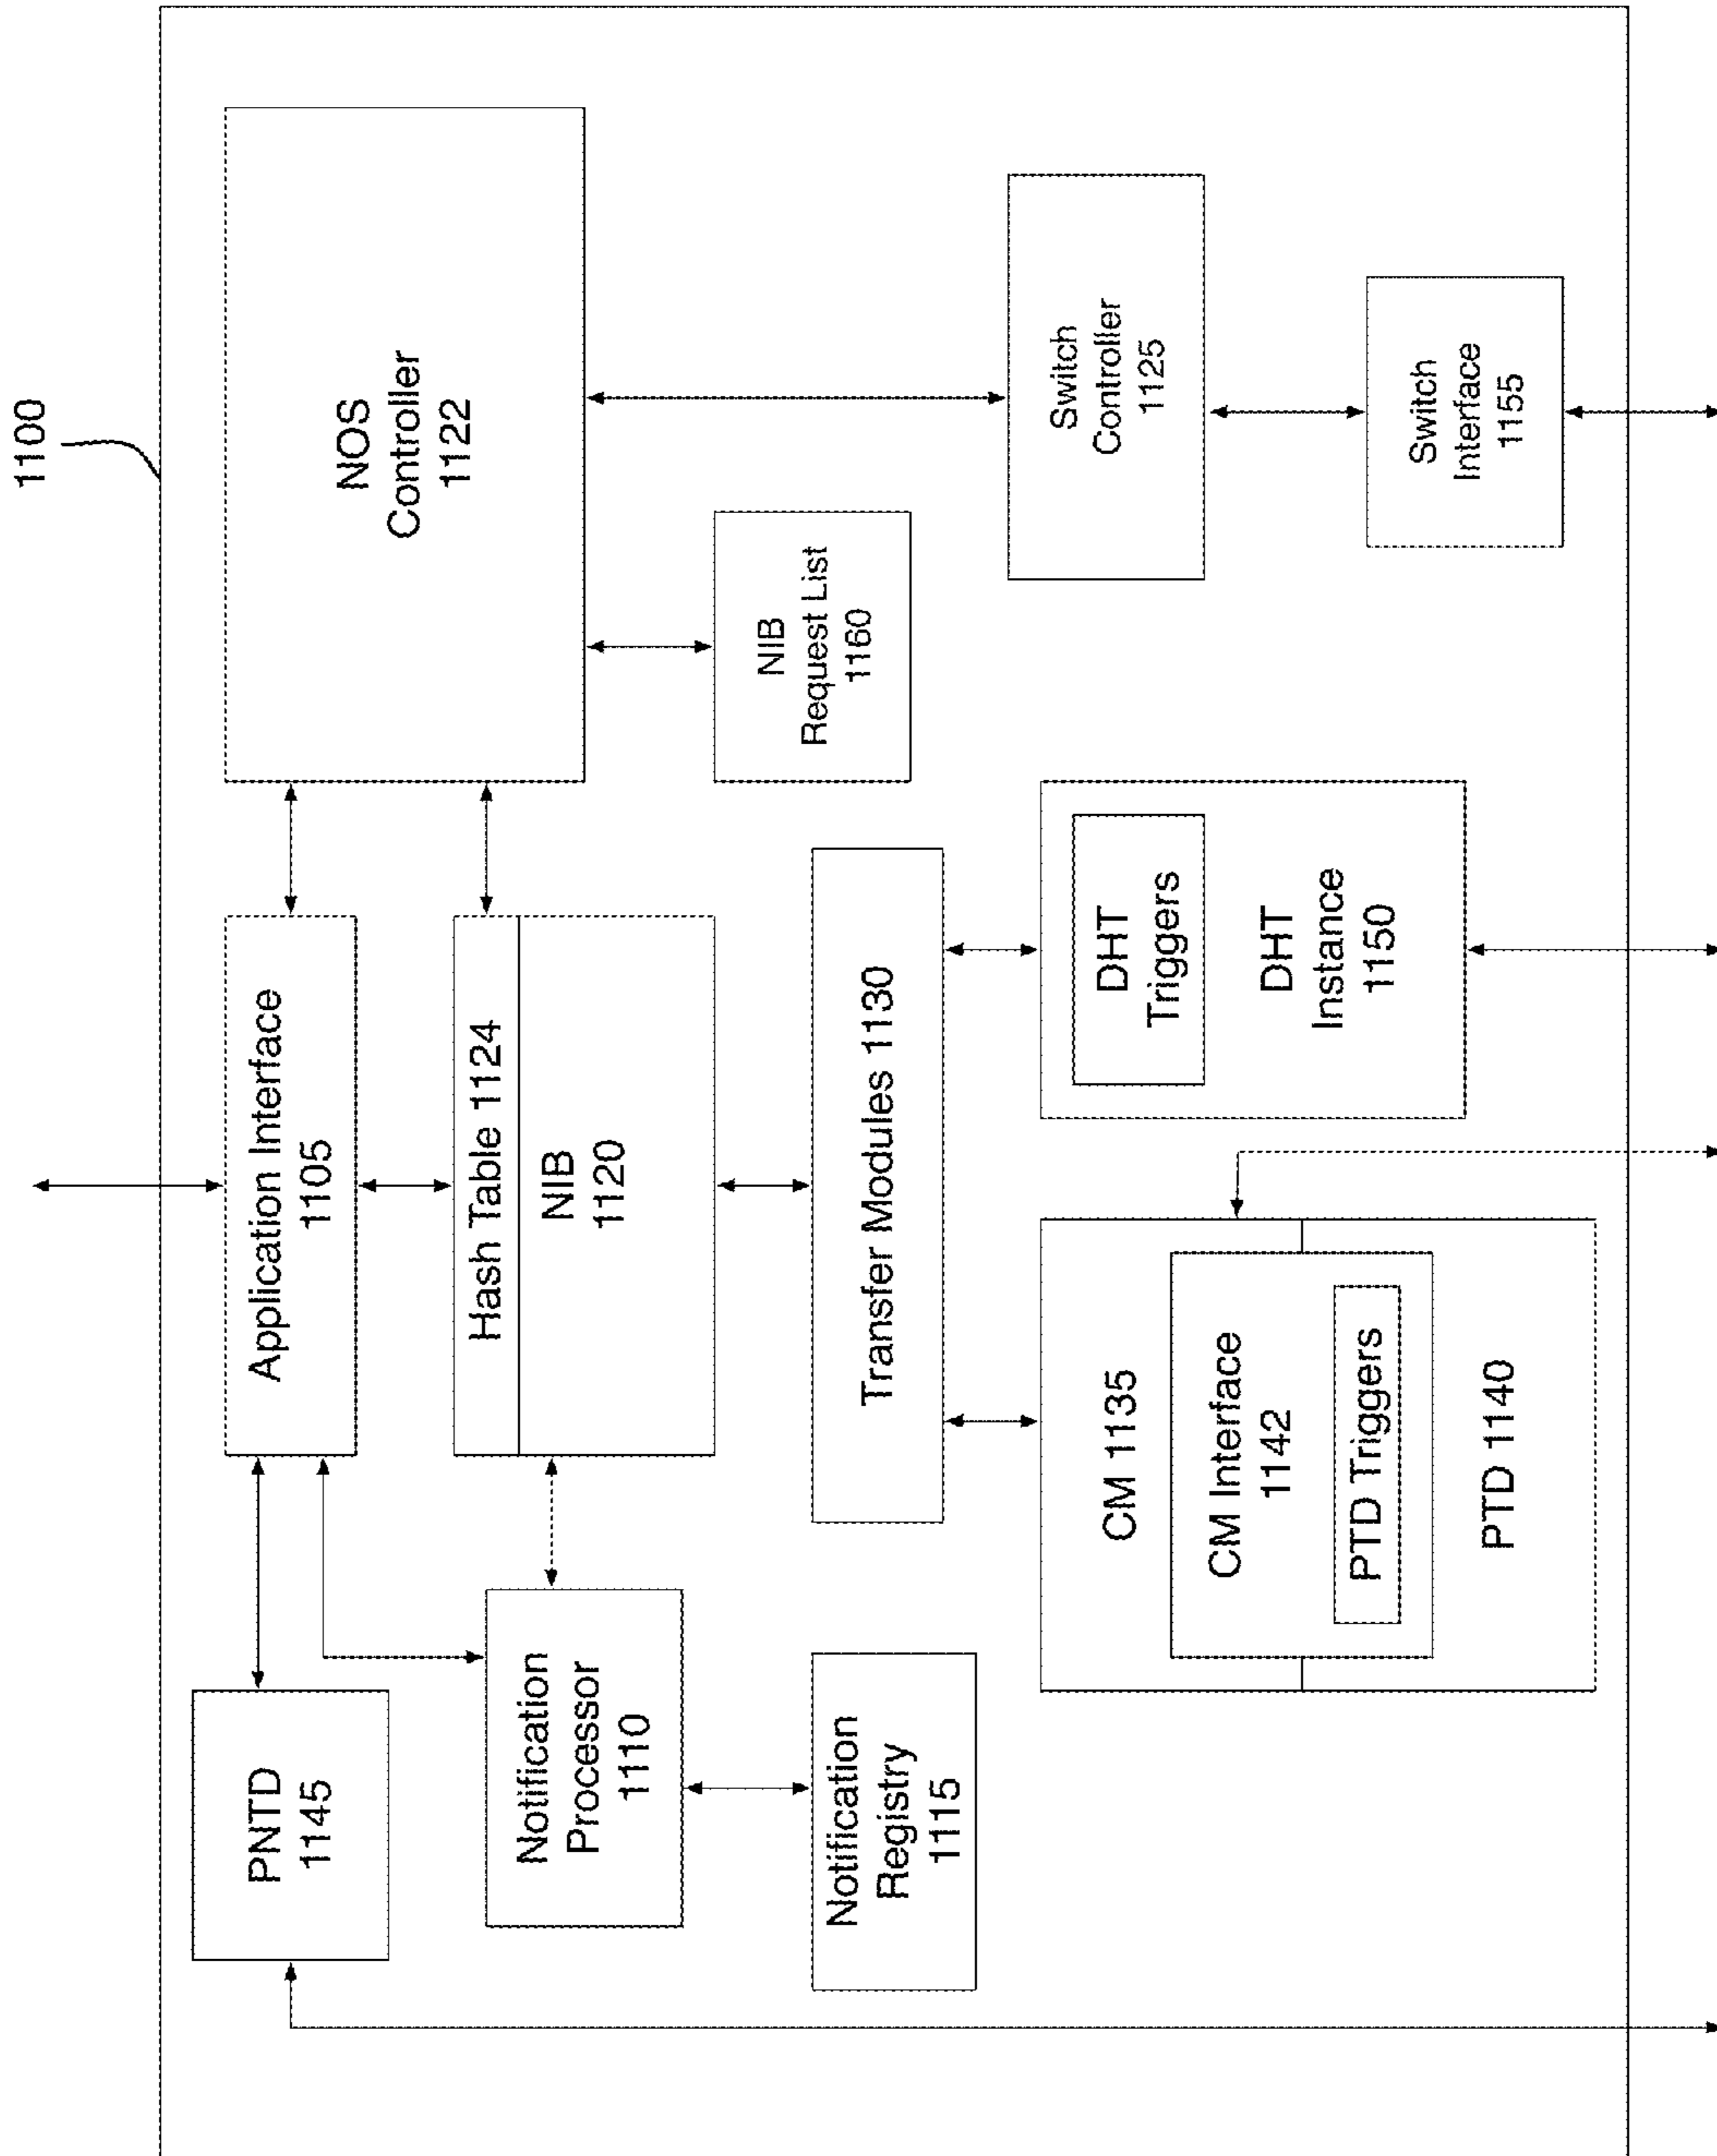 1100
PNTD
1145
Application Interface
1105
NOS
Controller
1122
Notification
Processor
1110
Hash Table 1124
NIB
1120
NIB
Request List
1160
Notification
Registry
1115
Transfer Modules 1130
Switch
Controller
1125
CM 1135
CM Interface
1142
PTD Triggers
PTD 1140
DHT
Triggers
DHT
Instance
1150
Switch
Interface
1155